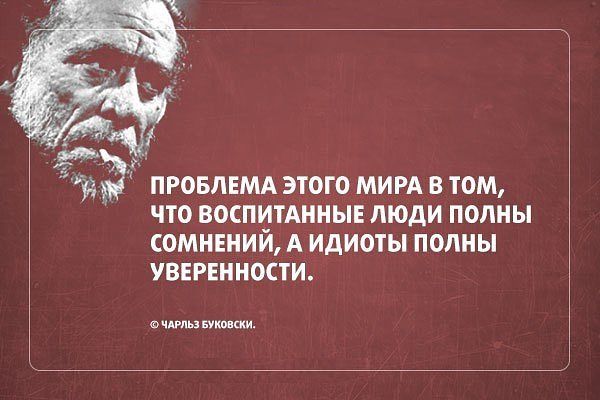 ПРОБЛЕМА ЭТОГО МИРА В ТОМ,
ЧТО ВОСПИТАННЫЕ ЛЮДИ ПОЛНЫ
СОМНЕНИЙ, А ИДИОТЫ ПОЛНЫ
УВЕРЕННОСТИ.
© ЧАРЛЬЗ БУКОВСКИ.